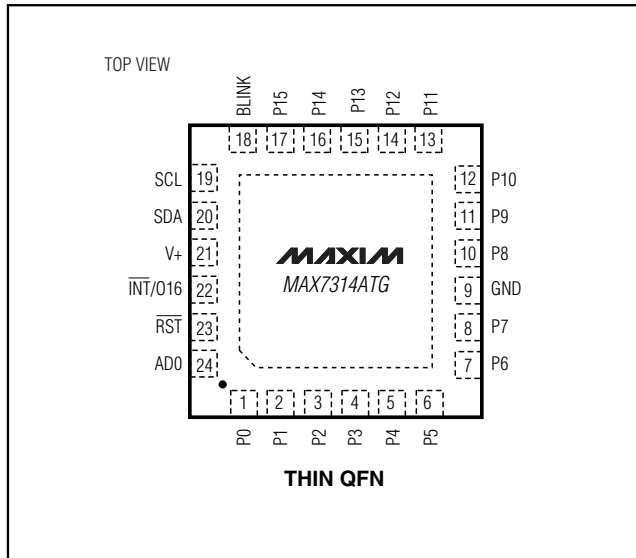 TOP VIEW
BLINK
P15
P14
P13
P12
P11
18
17
16
15
14
13
SCL
19
12
P10
SDA
20
11
P9
V+
21
MAXIM
10
P8
MAX7314ATG
I̅N̅T̅/O16
22
9
GND
R̅S̅T̅
23
8
P7
AD0
24
7
P6
1
2
3
4
5
6
P0
P1
P2
P3
P4
P5
THIN QFN